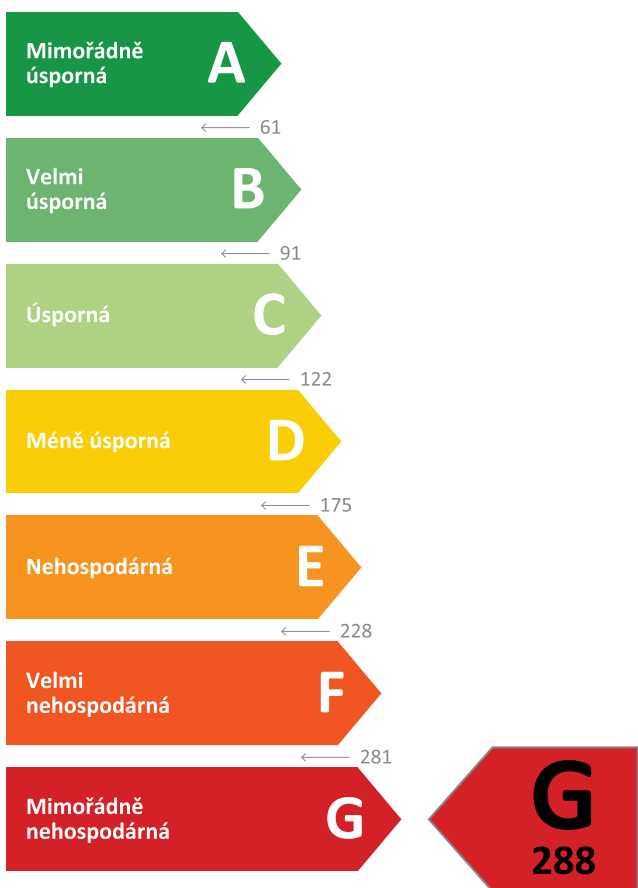 Mimořádně
úsporná
A
61
Velmi
úsporná
B
91
Úsporná
C
122
Méně úsporná
D
175
Nehospodárná
E
228
Velmi
nehospodárná
F
281
Mimořádně
nehospodárná
G
G
288